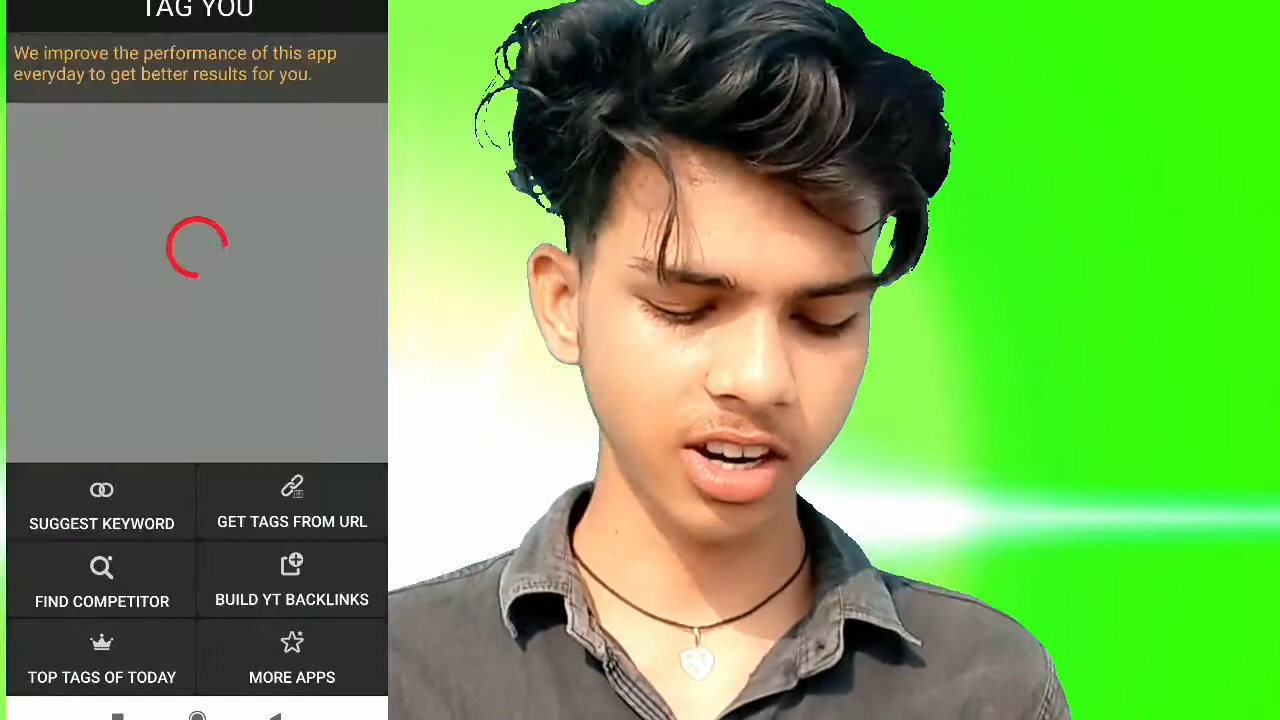 TAG YOU
We improve the performance of this app
everyday to get better results for you.
SUGGEST KEYWORD
GET TAGS FROM URL
FIND COMPETITOR
BUILD YT BACKLINKS
TOP TAGS OF TODAY
MORE APPS